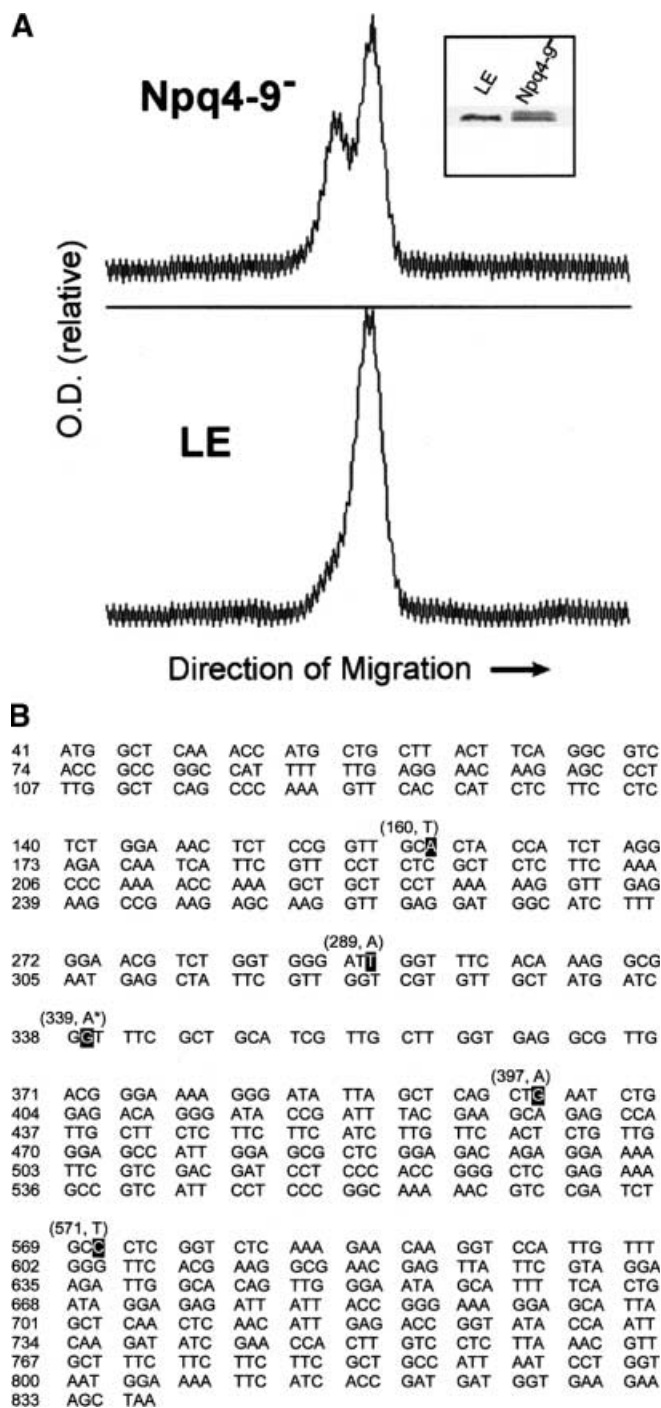 A
Npq4-9-
LE
Npq4-9-
O.D. (relative)
LE
Direction of Migration
B
41 ATG GCT CAA ACC ATG CTG CTT ACT TCA GGC GTC
74 ACC GCC GGC CAT TTT TTG AGG AAC AAG AGC CCT
107 TTG GCT CAG CCC AAA GTT CAC CAT CTC TTC CTC
(160, T)
140 TCT GGA AAC TCT CCG GTT GCA CTA CCA TCT AGG
173 AGA CAA TCA TTC GTT CCT CTC GCT CTC TTC AAA
206 CCC AAA ACC AAA GCT GCT CCT AAA AAG GTT GAG
239 AAG CCG AAG AGC AAG GTT GAG GAT GGC ATC TTT
(289, A)
272 GGA ACG TCT GGT GGG ATT GGT TTC ACA AAG GCG
305 AAT GAG CTA TTC GTT GGT CGT GTT GCT ATG ATC
(339, A*)
338 GGT TTC GCT GCA TCG TTG CTT GGT GAG GCG TTG
(397, A)
371 ACG GGA AAA GGG ATA TTA GCT CAG CTG AAT CTG
404 GAG ACA GGG ATA CCG ATT TAC GAA GCA GAG CCA
437 TTG CTT CTC TTC TTC ATC TTG TTC ACT CTG TTG
470 GGA GCC ATT GGA GCG CTC GGA GAC AGA GGA AAA
503 TTC GTC GAC GAT CCT CCC ACC GGG CTC GAG AAA
536 GCC GTC ATT CCT CCC GGC AAA AAC GTC CGA TCT
(571, T)
569 GCC CTC GGT CTC AAA GAA CAA GGT CCA TTG TTT
602 GGG TTC ACG AAG GCG AAC GAG TTA TTC GTA GGA
635 AGA TTG GCA CAG TTG GGA ATA GCA TTT TCA CTG
668 ATA GGA GAG ATT ATT ACC GGG AAA GGA GCA TTA
701 GCT CAA CTC AAC ATT GAG ACC GGT ATA CCA ATT
734 CAA GAT ATC GAA CCA CTT GTC CTC TTA AAC GTT
767 GCT TTC TTC TTC TTC GCT GCC ATT AAT CCT GGT
800 AAT GGA AAA TTC ATC ACC GAT GAT GGT GAA GAA
833 AGC TAA